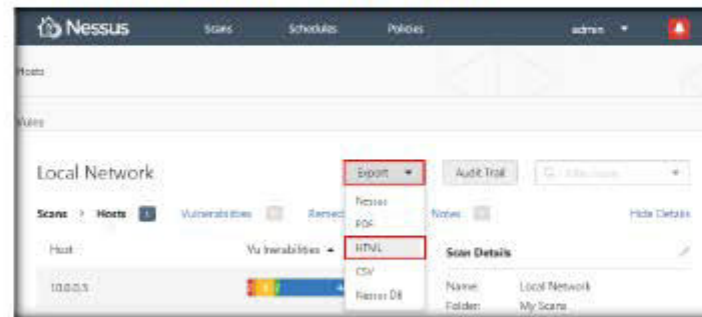 Nessus Scans Schedules Policies admin
Hosts
Local Network
Export Audit Trail
Scans > Hosts Vulnerabilities Notes Hide Details
Nessus
PDF
HTML
CSV
Nessus DB
Host Vulnerabilities
Scan Details
10.0.0.5
Name: Local Network
Folder: My Scans